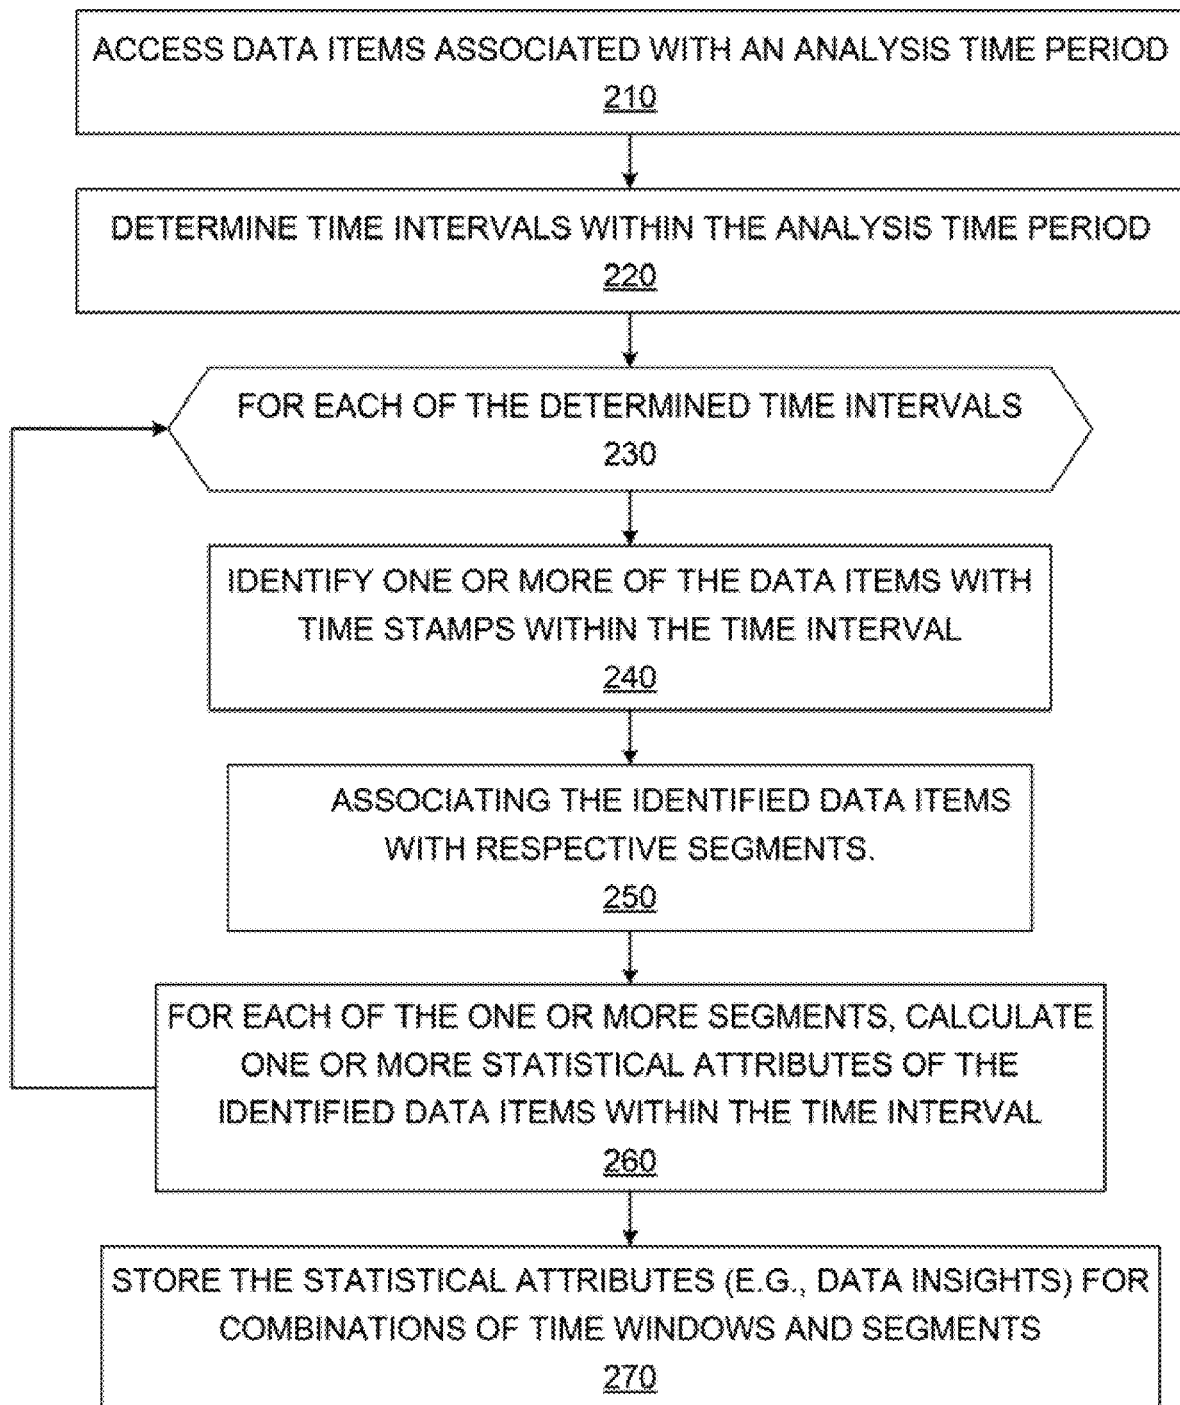 ACCESS DATA ITEMS ASSOCIATED WITH AN ANALYSIS TIME PERIOD
210
DETERMINE TIME INTERVALS WITHIN THE ANALYSIS TIME PERIOD
220
FOR EACH OF THE DETERMINED TIME INTERVALS
230
IDENTIFY ONE OR MORE OF THE DATA ITEMS WITH
TIME STAMPS WITHIN THE TIME INTERVAL
240
ASSOCIATING THE IDENTIFIED DATA ITEMS
WITH RESPECTIVE SEGMENTS.
250
FOR EACH OF THE ONE OR MORE SEGMENTS, CALCULATE
ONE OR MORE STATISTICAL ATTRIBUTES OF THE
IDENTIFIED DATA ITEMS WITHIN THE TIME INTERVAL
260
STORE THE STATISTICAL ATTRIBUTES (E.G., DATA INSIGHTS) FOR
COMBINATIONS OF TIME WINDOWS AND SEGMENTS
270